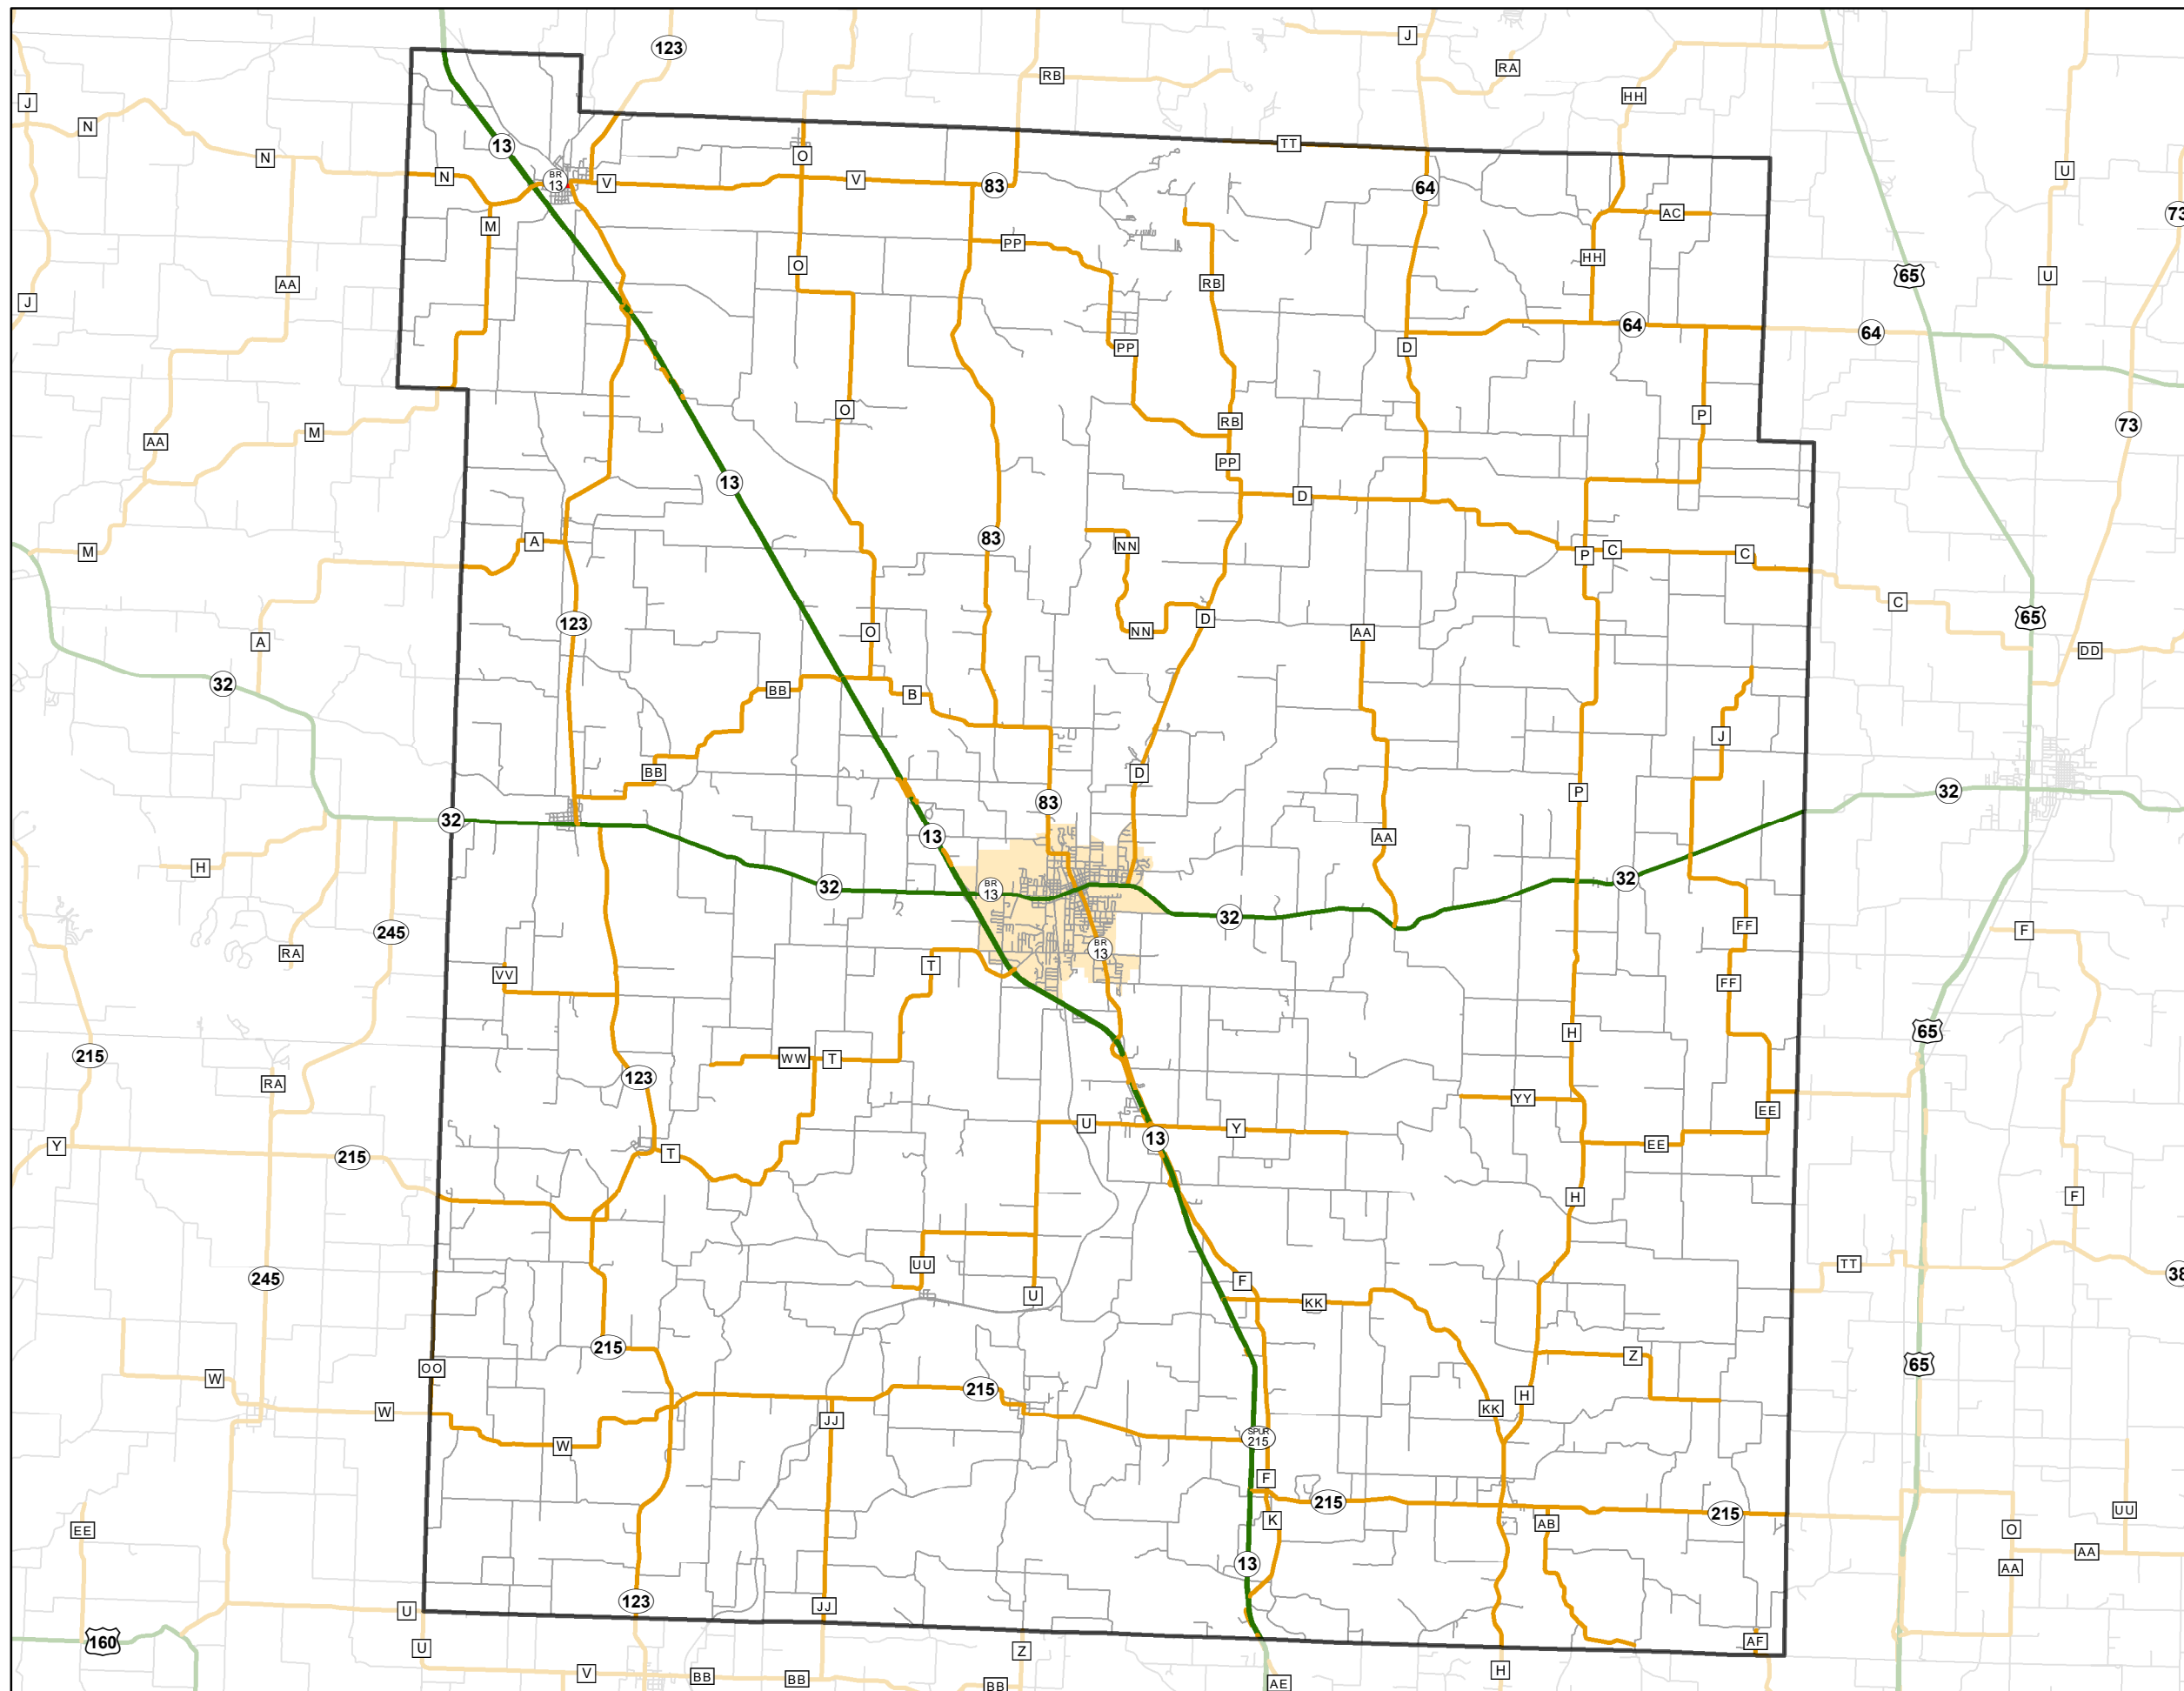 J
123
RB
J
RA
HH
N
N
13
N
BR
13
V
O
V
83
TT
64
AC
U
73
M
O
PP
RB
HH
65
U
AA
J
64
64
PP
D
P
73
AA
M
O
RB
PP
13
D
M
A
83
NN
P
C
C
C
65
123
O
NN
D
AA
DD
A
32
BB
B
J
BB
D
83
P
32
32
13
AA
H
32
BR
13
32
32
FF
F
245
RA
VV
T
BR
13
FF
215
RA
123
WW
T
H
65
YY
EE
Y
215
T
U
13
Y
EE
H
F
245
UU
U
F
KK
TT
38
215
Z
65
OO
W
W
W
215
JJ
KK
H
SPUR
215
F
215
K
AB
215
EE
UU
O
AA
AA
13
U
123
JJ
160
U
V
BB
BB
Z
BB
AE
H
AF